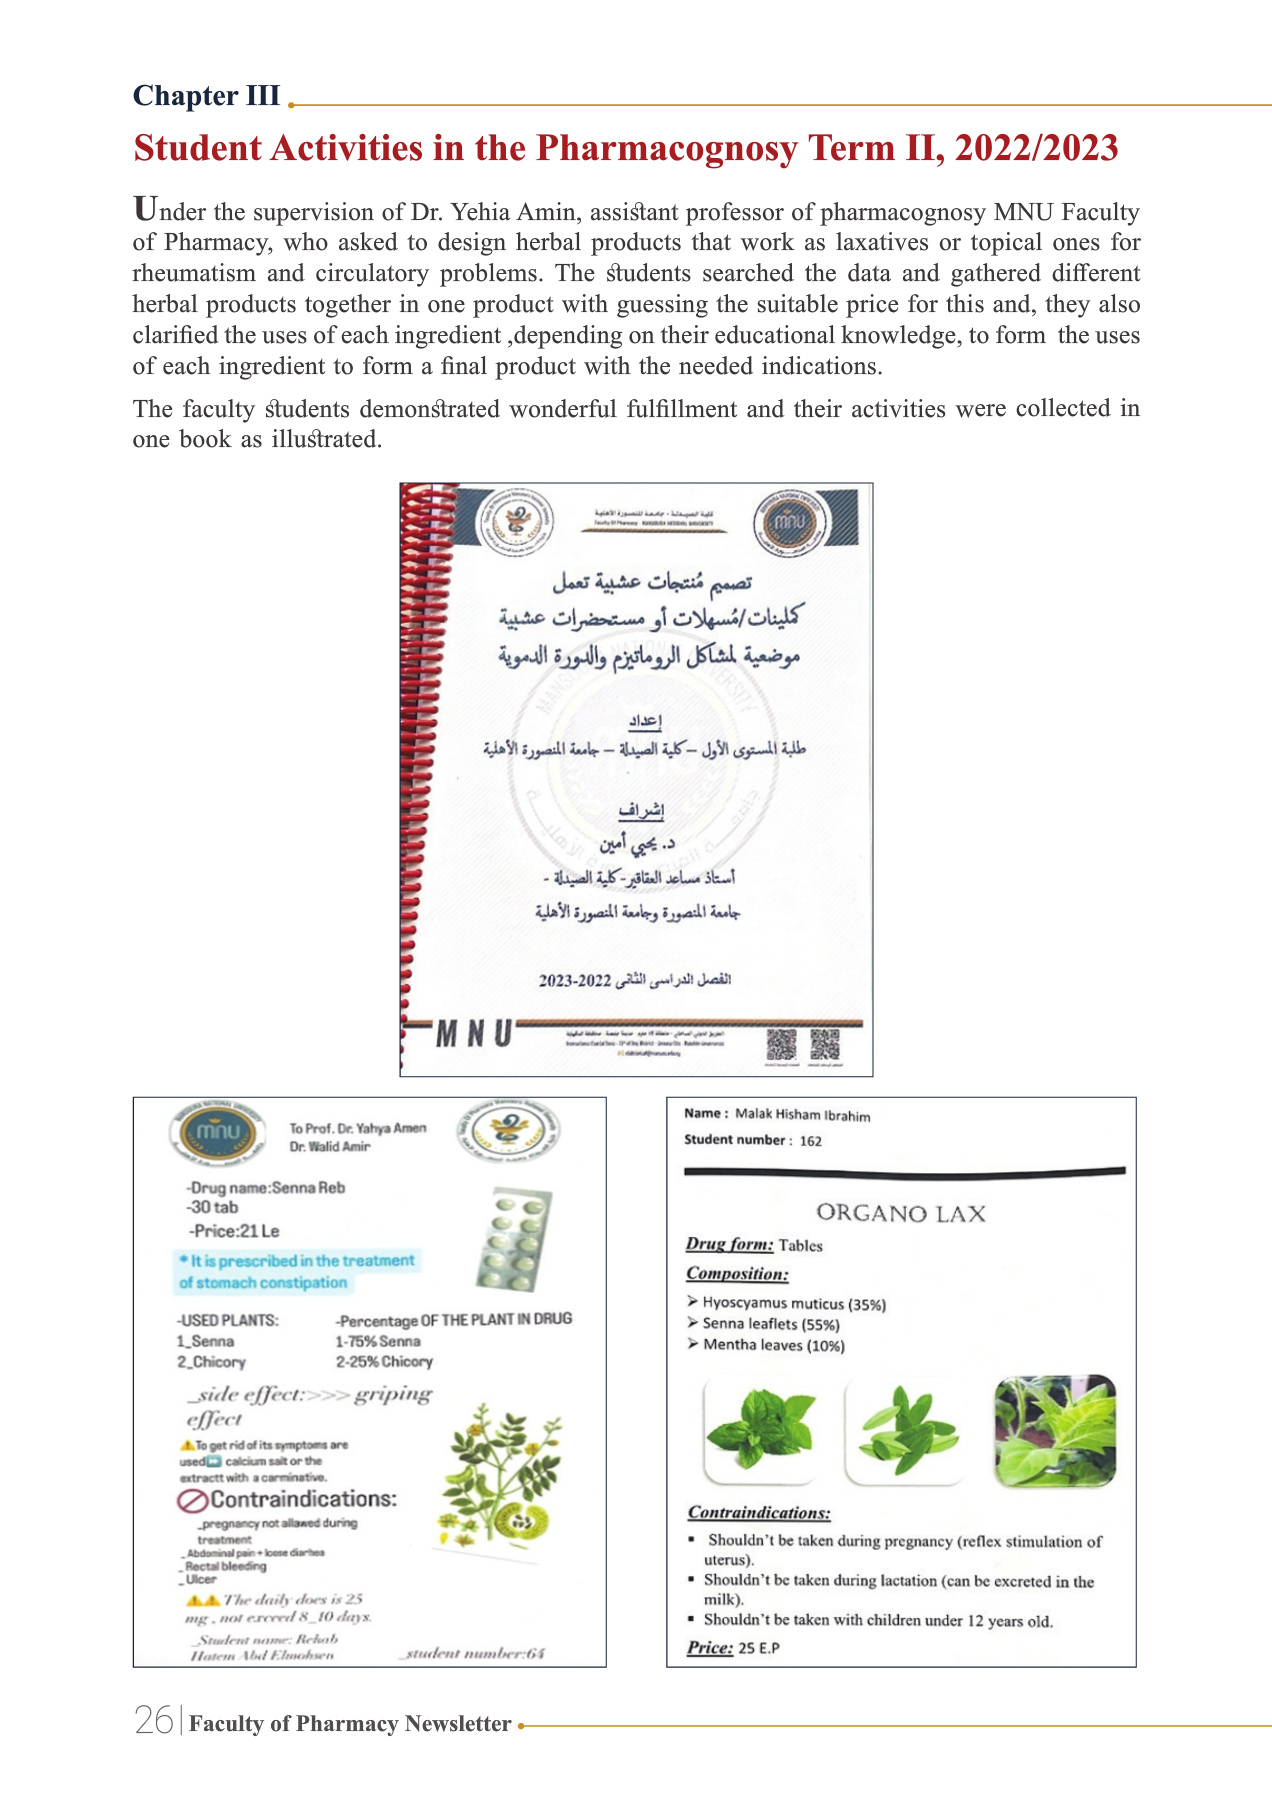 Chapter III
Student Activities in the Pharmacognosy Term II, 2022/2023
Under the supervision of Dr. Yehia Amin, assistant professor of pharmacognosy MNU Faculty
of Pharmacy, who asked to design herbal products that work as laxatives or topical ones for
rheumatism and circulatory problems. The students searched the data and gathered different
herbal products together in one product with guessing the suitable price for this and, they also
clarified the uses of each ingredient ,depending on their educational knowledge, to form the uses
of each ingredient to form a final product with the needed indications.
The faculty students demonstrated wonderful fulfillment and their activities were collected in
one book as illustrated.
كلية الصيدلة - جامعة المنصورة الأهلية
Faculty Of Pharmacy - MANSOURA NATIONAL UNIVERSITY
mnu
تصميم مُنتجات عشبية تعمل
كملينات/مُسهلات أو مستحضرات عشبية
موضعية لمشاكل الروماتيزم والدورة الدموية
إعداد
طلبة المستوى الأول – كلية الصيدلة – جامعة المنصورة الأهلية
إشراف
د. يحيي أمين
أستاذ مساعد العقاقير - كلية الصيدلة -
جامعة المنصورة وجامعة المنصورة الأهلية
الفصل الدراسى الثانى 2022-2023
MNU
MANSOURA NATIONAL UNIVERSITY
mnu
To Prof. Dr. Yahya Amen
Dr. Walid Amir
-Drug name:Senna Reb
-30 tab
-Price:21 Le
* It is prescribed in the treatment
of stomach constipation
-USED PLANTS: -Percentage OF THE PLANT IN DRUG
1_Senna 1-75% Senna
2_Chicory 2-25% Chicory
_side effect:>>> griping
effect
To get rid of its symptoms are
used calcium salt or the
extractt with a carminative.
Contraindications:
_pregnancy not allawed during
treatment
_Abdominal pain + loose diarhea
_Rectal bleeding
_Ulcer
The daily does is 25
mg , not exceed 8_10 days.
_Student name: Rehab
Hatem Abd Elmohsen _student number:64
Name : Malak Hisham Ibrahim
Student number : 162
ORGANO LAX
Drug form: Tables
Composition:
➢ Hyoscyamus muticus (35%)
➢ Senna leaflets (55%)
➢ Mentha leaves (10%)
Contraindications:
▪ Shouldn't be taken during pregnancy (reflex stimulation of
uterus).
▪ Shouldn't be taken during lactation (can be excreted in the
milk).
▪ Shouldn't be taken with children under 12 years old.
Price: 25 E.P
26 | Faculty of Pharmacy Newsletter